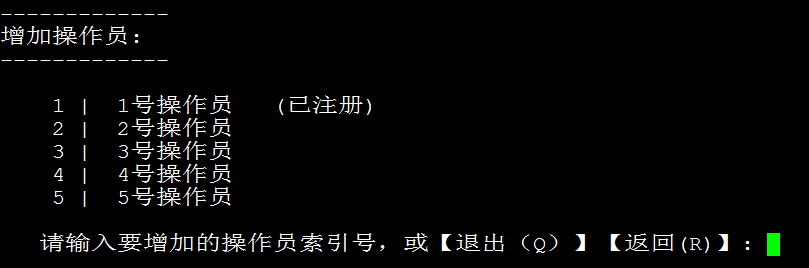 -------------
增加操作员:
-------------
1 | 1号操作员 (已注册)
2 | 2号操作员
3 | 3号操作员
4 | 4号操作员
5 | 5号操作员
请输入要增加的操作员索引号，或【退出（Q）】【返回(R)】: